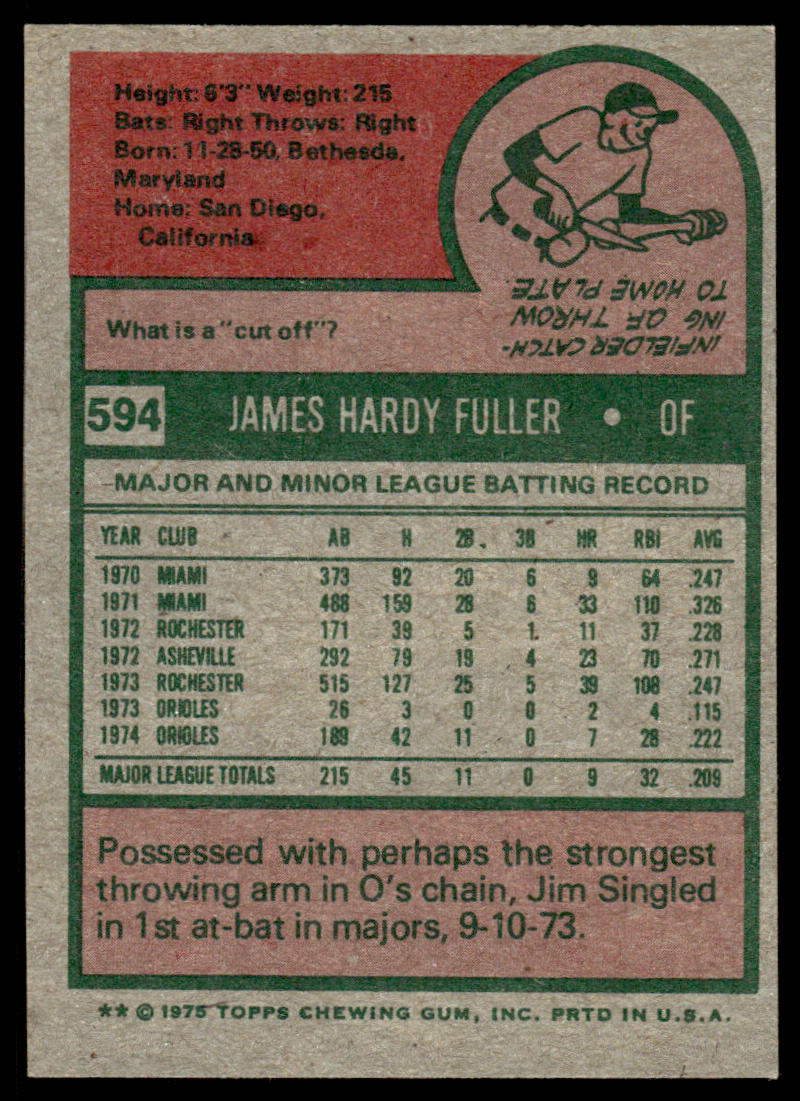 Height: 6'3" Weight: 215
Bats: Right Throws: Right
Born: 11-28-50, Bethesda,
Maryland
Home: San Diego,
California
What is a "cut off"?
INFIELDER CATCH-
ING OF THROW
TO HOME PLATE.
594 JAMES HARDY FULLER • OF
MAJOR AND MINOR LEAGUE BATTING RECORD
YEAR CLUB AB H 2B. 3B HR RBI AVG
1970 MIAMI 373 92 20 6 9 64 .247
1971 MIAMI 488 159 28 6 33 110 .326
1972 ROCHESTER 171 39 5 1. 11 37 .228
1972 ASHEVILLE 292 79 19 4 23 70 .271
1973 ROCHESTER 515 127 25 5 39 108 .247
1973 ORIOLES 26 3 0 0 2 4 .115
1974 ORIOLES 189 42 11 0 7 28 .222
MAJOR LEAGUE TOTALS 215 45 11 0 9 32 .209
Possessed with perhaps the strongest
throwing arm in O's chain, Jim Singled
in 1st at-bat in majors, 9-10-73.
** © 1975 TOPPS CHEWING GUM, INC. PRTD IN U.S.A.